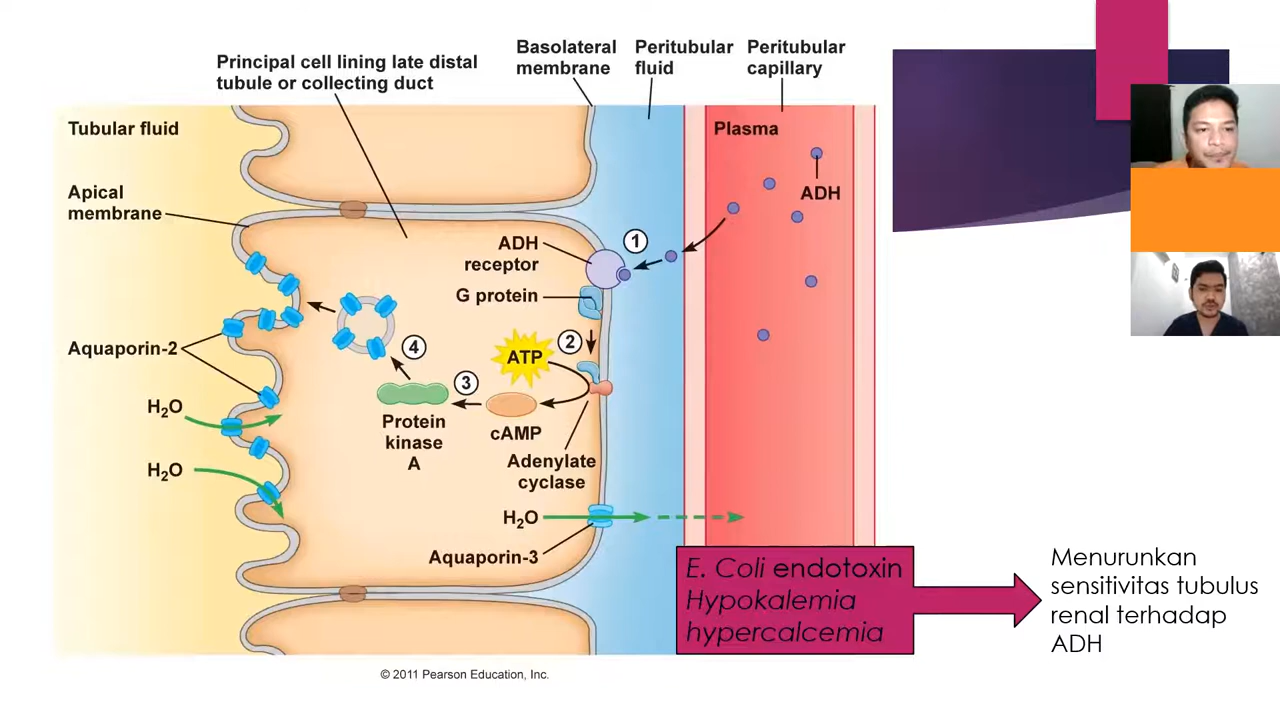 Principal cell lining late distal
tubule or collecting duct
Basolateral
membrane
Peritubular
fluid
Peritubular
capillary
Tubular fluid
Plasma
ADH
Apical
membrane
ADH
receptor
1
G protein
ATP
2
Aquaporin-2
4
3
H₂O
Protein
kinase
A
cAMP
Adenylate
cyclase
H₂O
H₂O
Aquaporin-3
E. Coli endotoxin
Hypokalemia
hypercalcemia
Menurunkan
sensitivitas tubulus
renal terhadap
ADH
© 2011 Pearson Education, Inc.